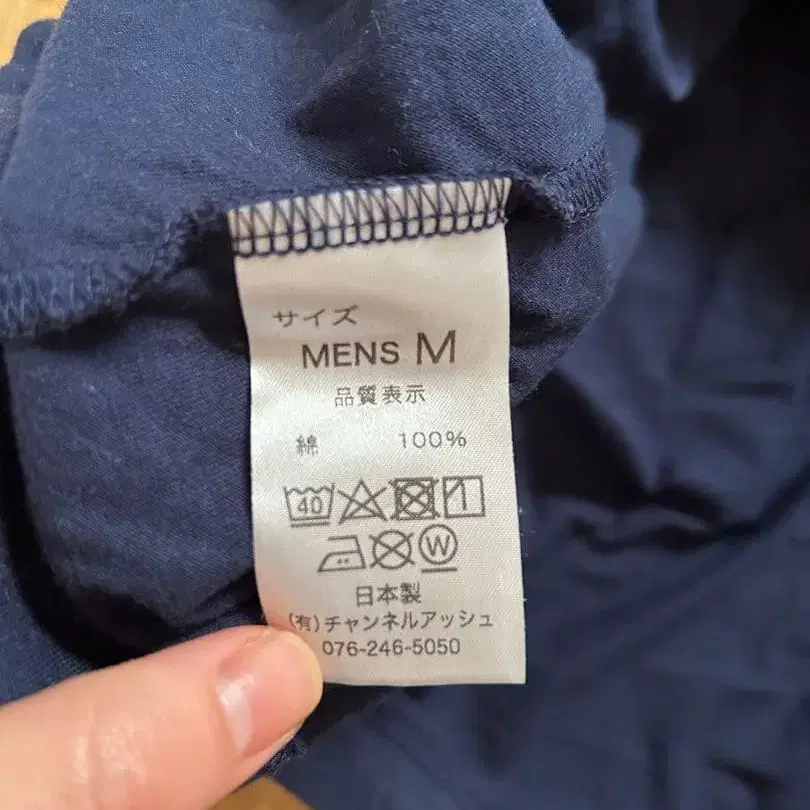 サイズ
MENS M
品質表示
綿 100%
40
W
日本製
(有)チャンネルアッシュ
076-246-5050